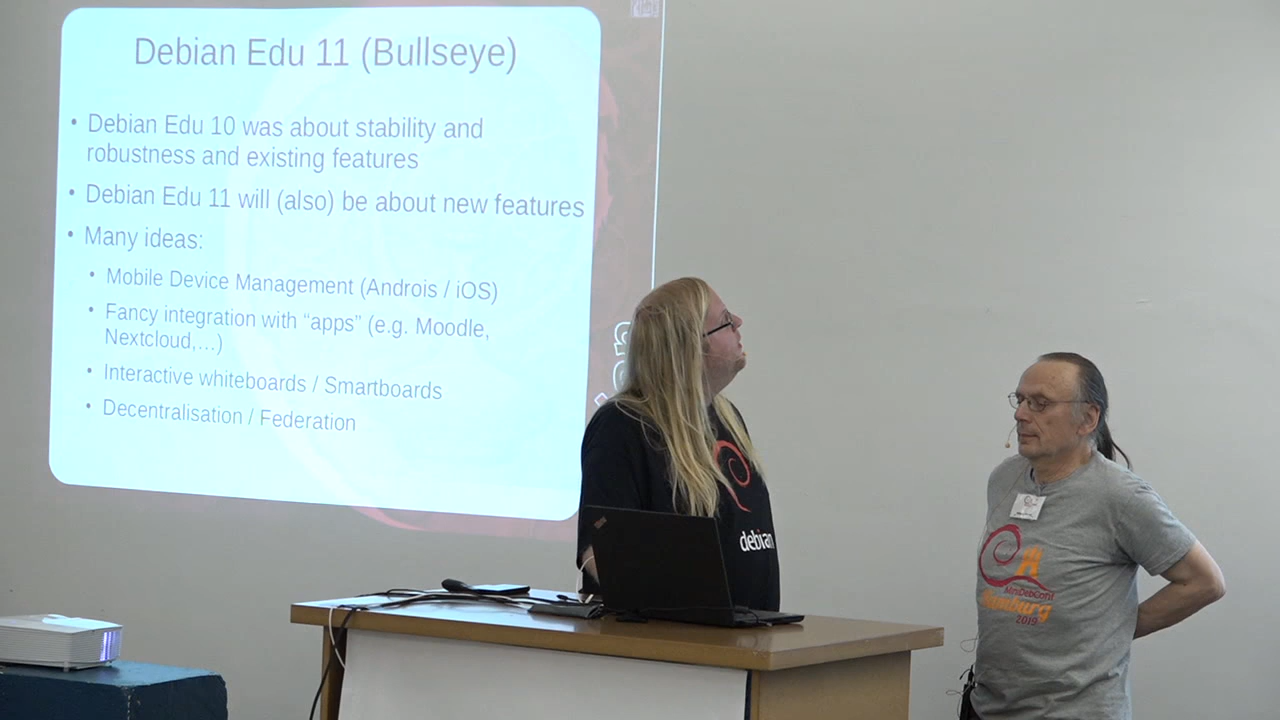 Debian Edu 11 (Bullseye)
• Debian Edu 10 was about stability and
robustness and existing features
• Debian Edu 11 will (also) be about new features
• Many ideas:
• Mobile Device Management (Androis / iOS)
• Fancy integration with “apps” (e.g. Moodle,
Nextcloud,…)
• Interactive whiteboards / Smartboards
• Decentralisation / Federation
debian
MiniDebConf
Hamburg
2019